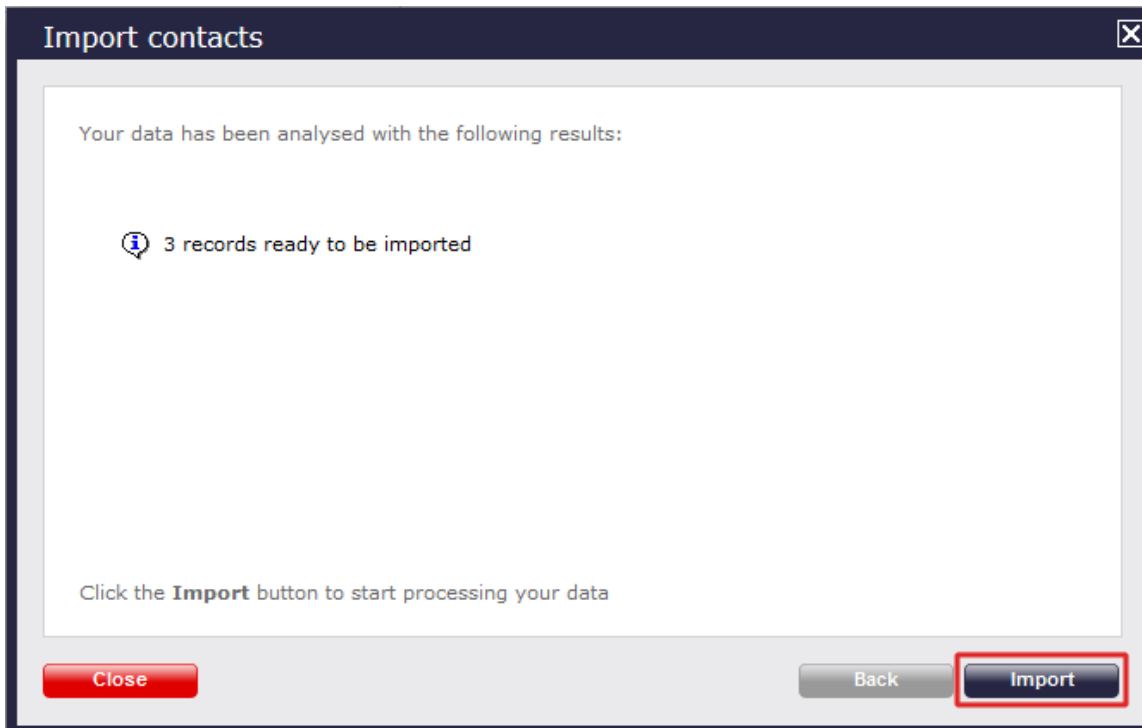 Import contacts
Your data has been analysed with the following results:
3 records ready to be imported
Click the Import button to start processing your data
Close
Back
Import